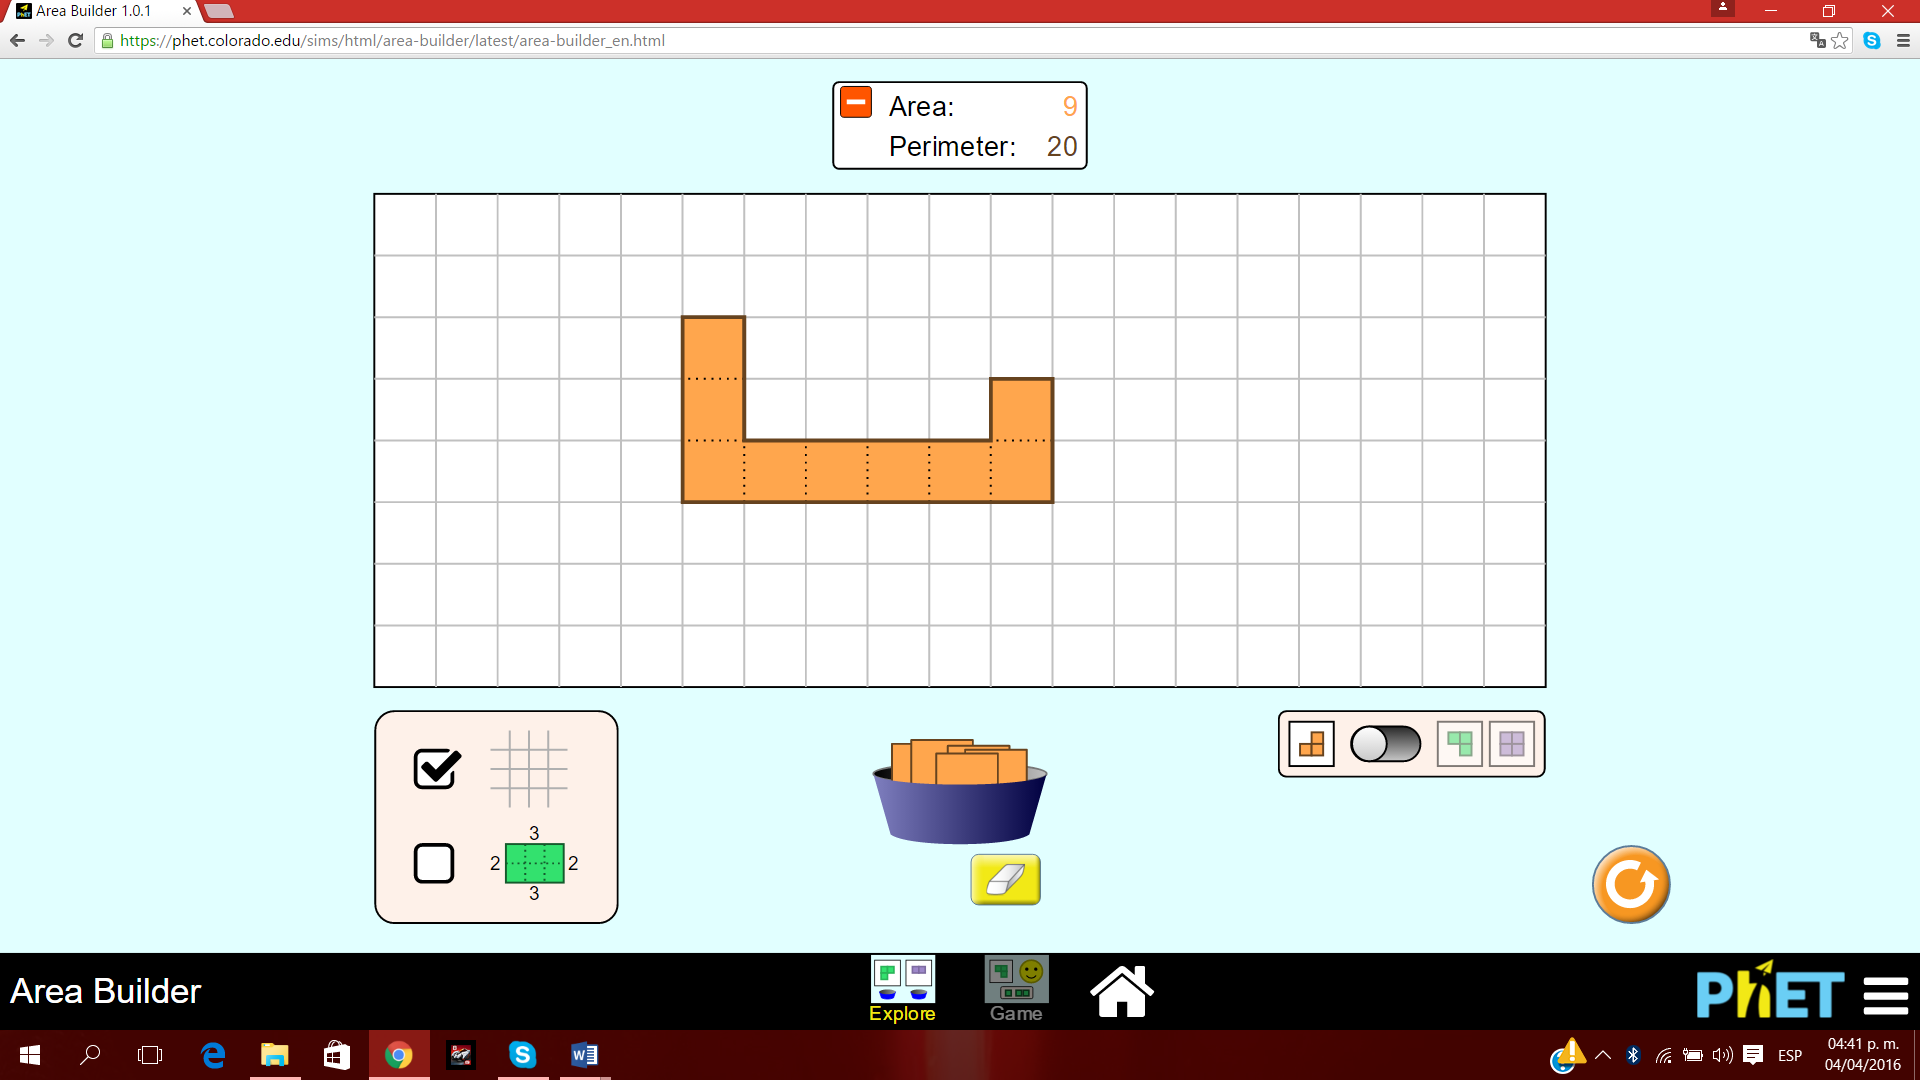 Area Builder 1.0.1
https://phet.colorado.edu/sims/html/area-builder/latest/area-builder_en.html
Area: 9
Perimeter: 20
3
2 2
3
Explore
Game
Area Builder
PhET
ESP
04:41 p. m.
04/04/2016